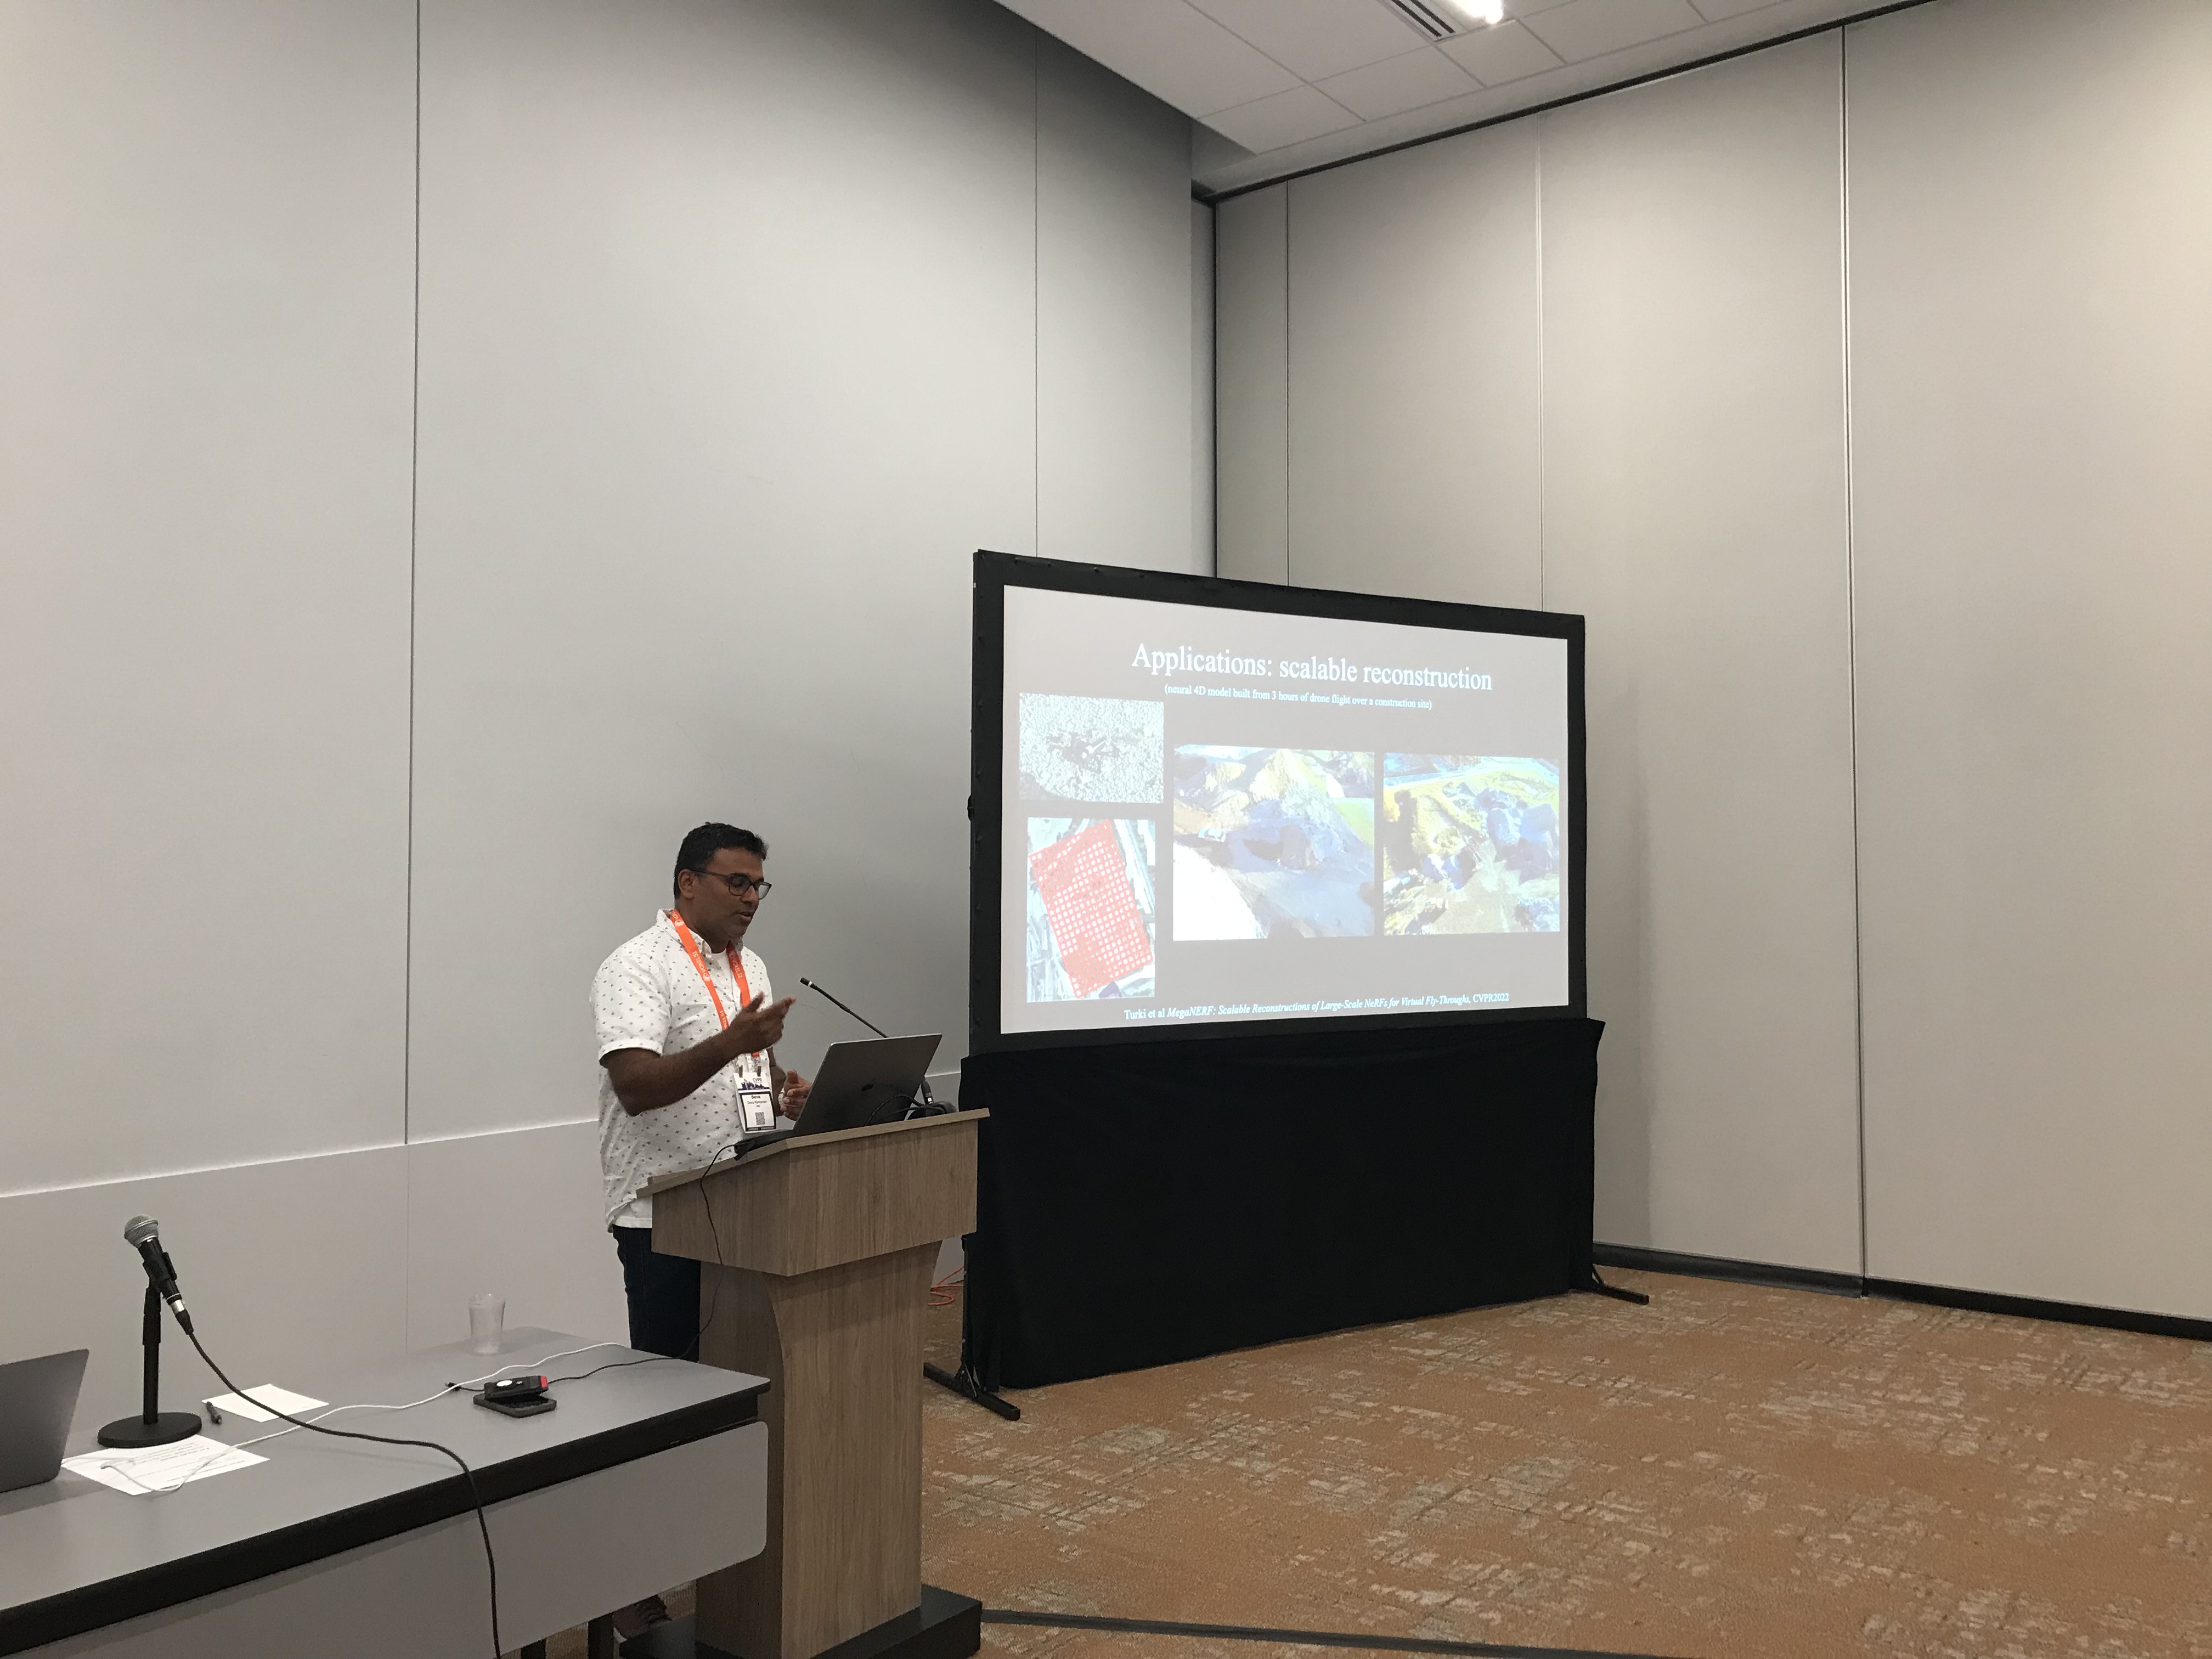 Applications: scalable reconstruction
(neural 4D model built from 3 hours of drone flight over a construction site)
Turki et al MegaNERF: Scalable Reconstructions of Large-Scale NeRFs for Virtual Fly-Throughs, CVPR2022
Deva